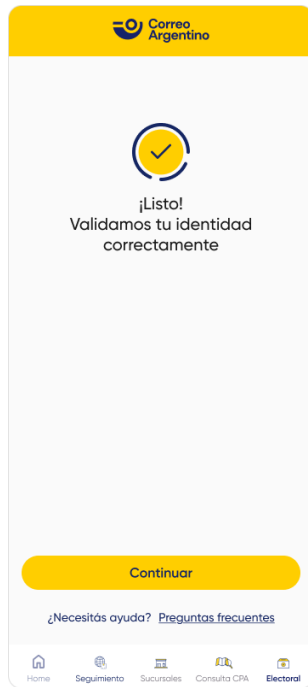 Correo
Argentino
¡Listo!
Validamos tu identidad
correctamente
Continuar
¿Necesitás ayuda? Preguntas frecuentes
Home Seguimiento Sucursales Consulta CPA Electoral